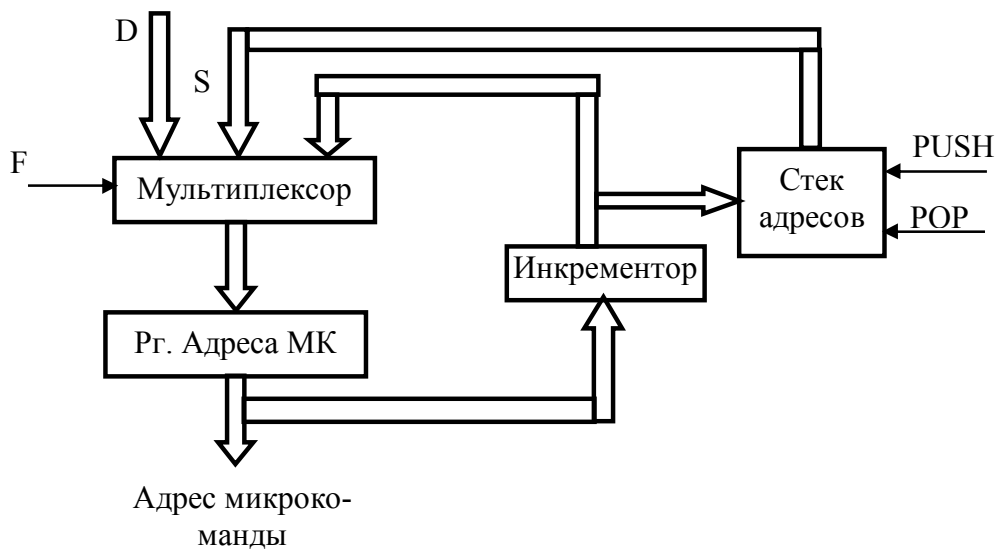 D
S
F
Мультиплексор
Стек
адресов
PUSH
POP
Инкрементор
Рг. Адреса МК
Адрес микроко-
манды